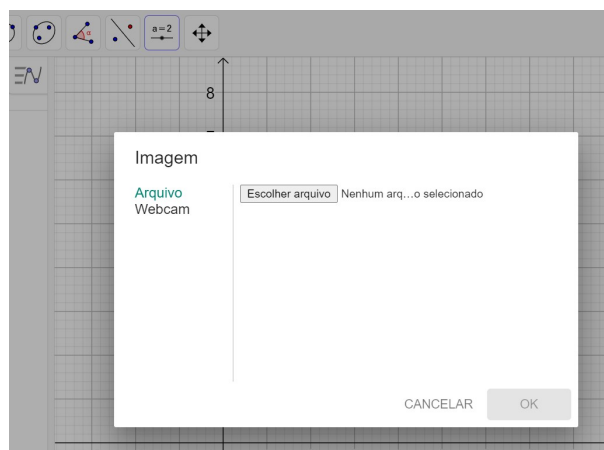 a=2
8
Imagem
Arquivo
Escolher arquivo Nenhum arq...o selecionado
Webcam
CANCELAR OK